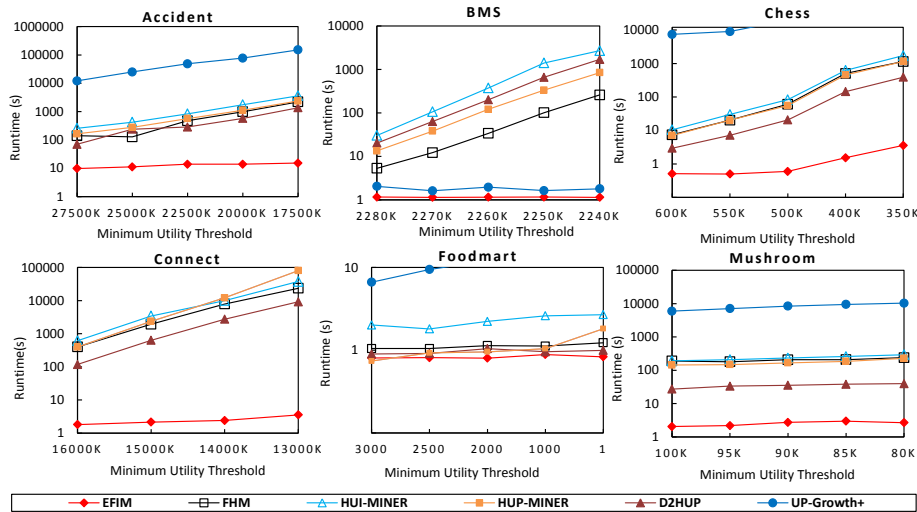 Accident
Runtime (s)
1000000
100000
10000
1000
100
10
1
27500K 25000K 22500K 20000K 17500K
Minimum Utility Threshold
BMS
Runtime (s)
10000
1000
100
10
1
2280K 2270K 2260K 2250K 2240K
Minimum Utility Threshold
Chess
Runtime (s)
10000
1000
100
10
1
600K 550K 500K 400K 350K
Minimum Utility Threshold
Connect
Runtime(s)
100000
10000
1000
100
10
1
16000K 15000K 14000K 13000K
Minimum Utility Threshold
Foodmart
Runtime (s)
10
1
3000 2500 2000 1000 1
Minimum Utility Threshold
Mushroom
Runtime (s)
100000
10000
1000
100
10
1
100K 95K 90K 85K 80K
Minimum Utility Threshold
EFIM FHM HUI-MINER HUP-MINER D2HUP UP-Growth+